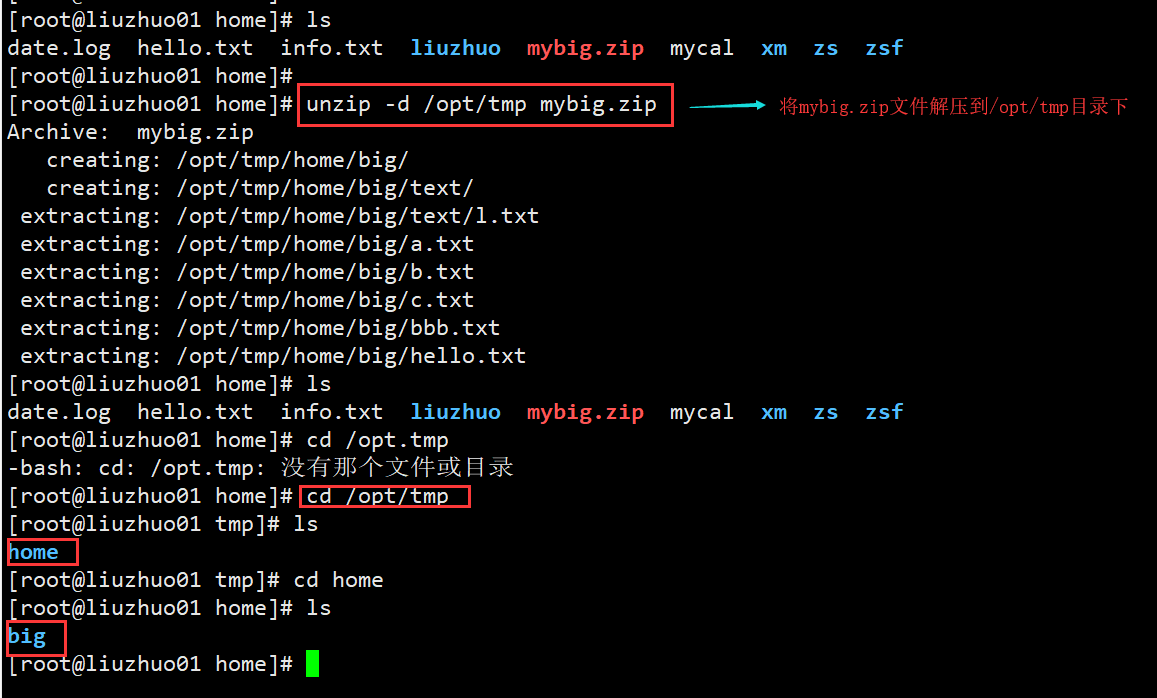 [root@liuzhuo01 home]# ls
date.log  hello.txt  info.txt  liuzhuo  mybig.zip  mycal  xm  zs  zsf
[root@liuzhuo01 home]#
[root@liuzhuo01 home]# unzip -d /opt/tmp mybig.zip 将mybig.zip文件解压到/opt/tmp目录下
Archive:  mybig.zip
   creating: /opt/tmp/home/big/
   creating: /opt/tmp/home/big/text/
 extracting: /opt/tmp/home/big/text/l.txt
 extracting: /opt/tmp/home/big/a.txt
 extracting: /opt/tmp/home/big/b.txt
 extracting: /opt/tmp/home/big/c.txt
 extracting: /opt/tmp/home/big/bbb.txt
 extracting: /opt/tmp/home/big/hello.txt
[root@liuzhuo01 home]# ls
date.log  hello.txt  info.txt  liuzhuo  mybig.zip  mycal  xm  zs  zsf
[root@liuzhuo01 home]# cd /opt.tmp
-bash: cd: /opt.tmp: 没有那个文件或目录
[root@liuzhuo01 home]# cd /opt/tmp
[root@liuzhuo01 tmp]# ls
home
[root@liuzhuo01 tmp]# cd home
[root@liuzhuo01 home]# ls
big
[root@liuzhuo01 home]#